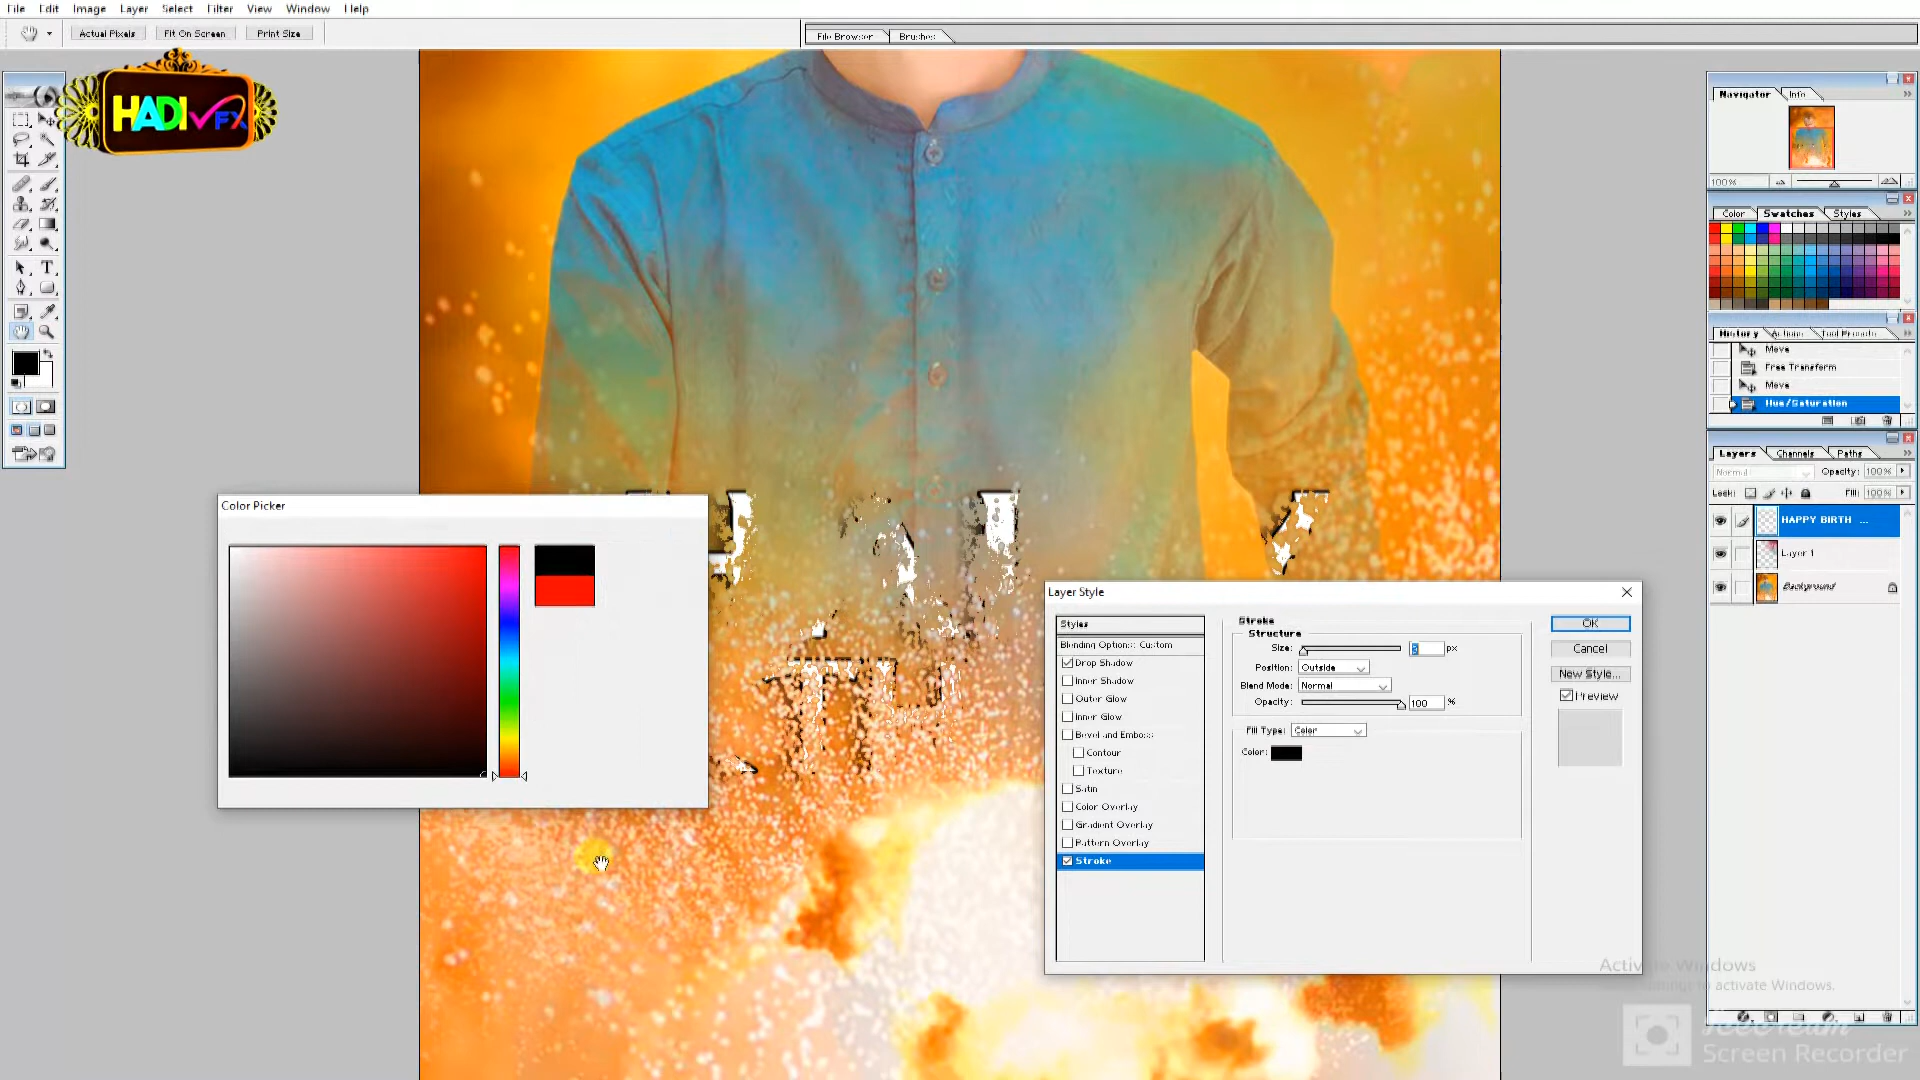 File Edit Image Layer Select Filter View Window Help
Actual Pixels Fit On Screen Print Size
File Browser Brushes
HADI VFX
Navigator Info
100%
Color Swatches Styles
History Actions Tool Presets
Move
Free Transform
Move
Hue/Saturation
Layers Channels Paths
Normal Opacity: 100%
Lock: Fill: 100%
HAPPY BIRTH ...
Layer 1
Background
Color Picker
Layer Style
Styles
Blending Options: Custom
Drop Shadow
Inner Shadow
Outer Glow
Inner Glow
Bevel and Emboss
Contour
Texture
Satin
Color Overlay
Gradient Overlay
Pattern Overlay
Stroke
Stroke
Structure
Size: 3 px
Position: Outside
Blend Mode: Normal
Opacity: 100 %
Fill Type: Color
Color:
OK
Cancel
New Style...
Preview
Activate Windows
to activate Windows.
Screen Recorder